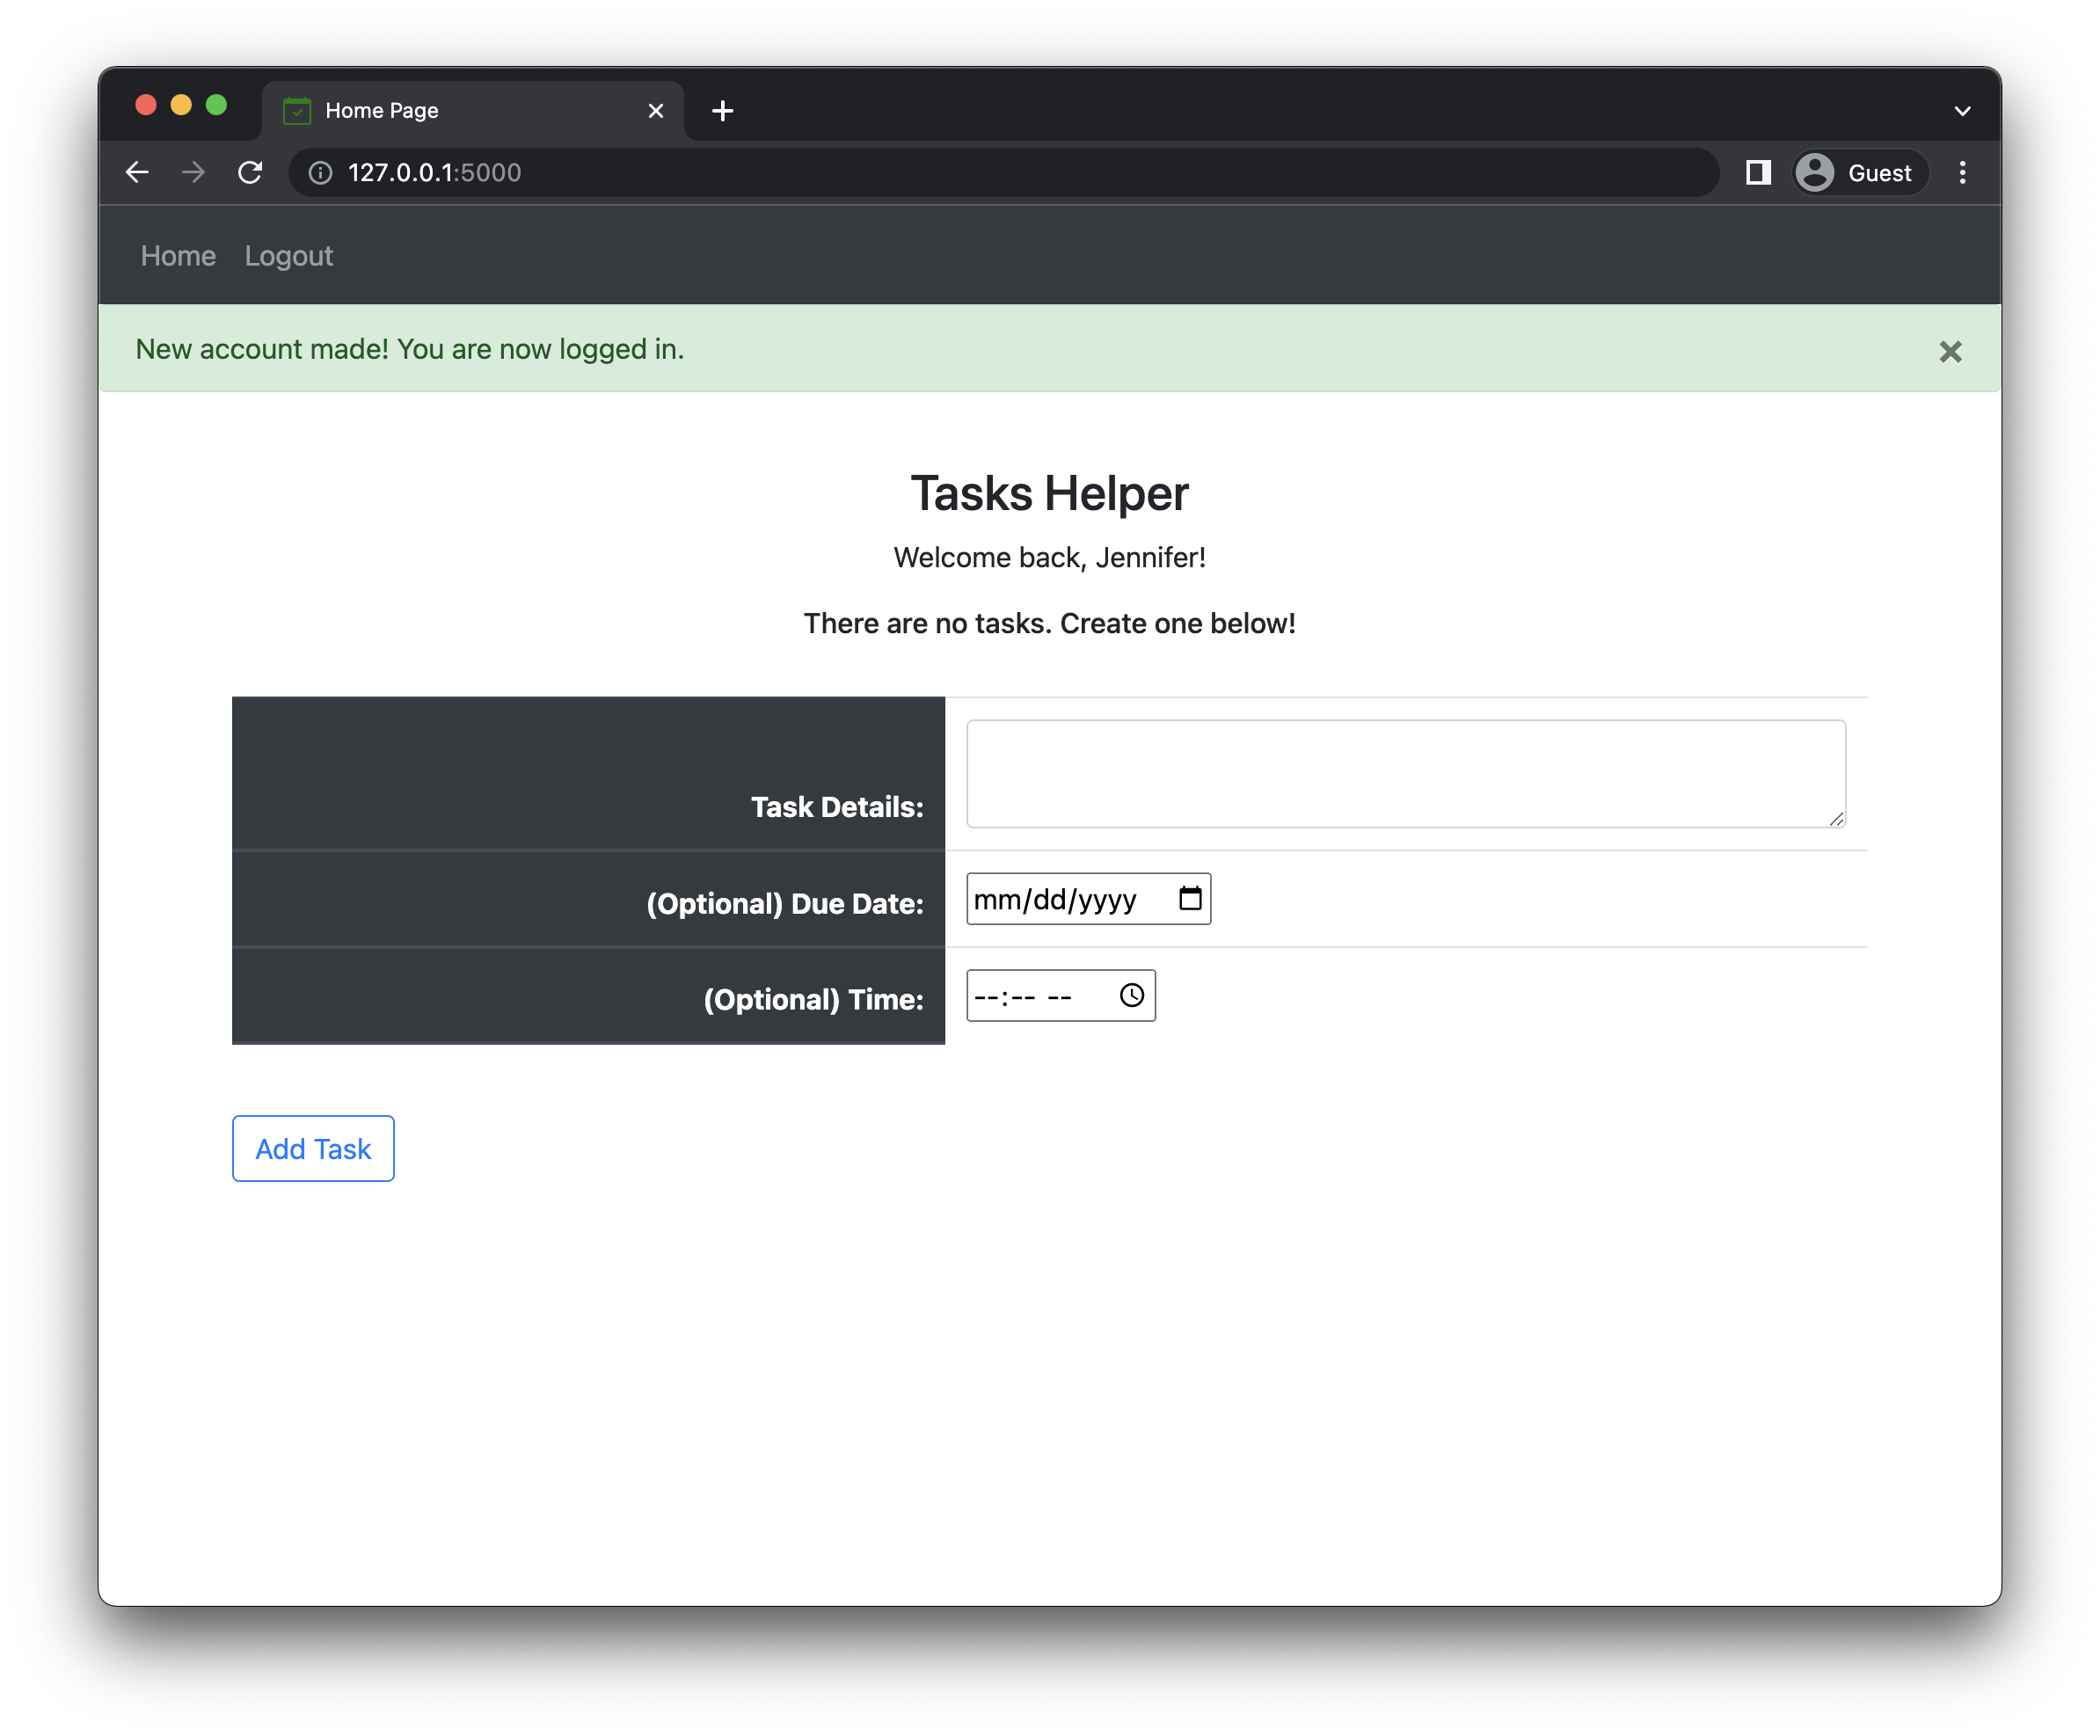 Home Page
127.0.0.1:5000
Guest
Home Logout
New account made! You are now logged in.
Tasks Helper
Welcome back, Jennifer!
There are no tasks. Create one below!
Task Details:
(Optional) Due Date: mm/dd/yyyy
(Optional) Time: --:-- --
Add Task